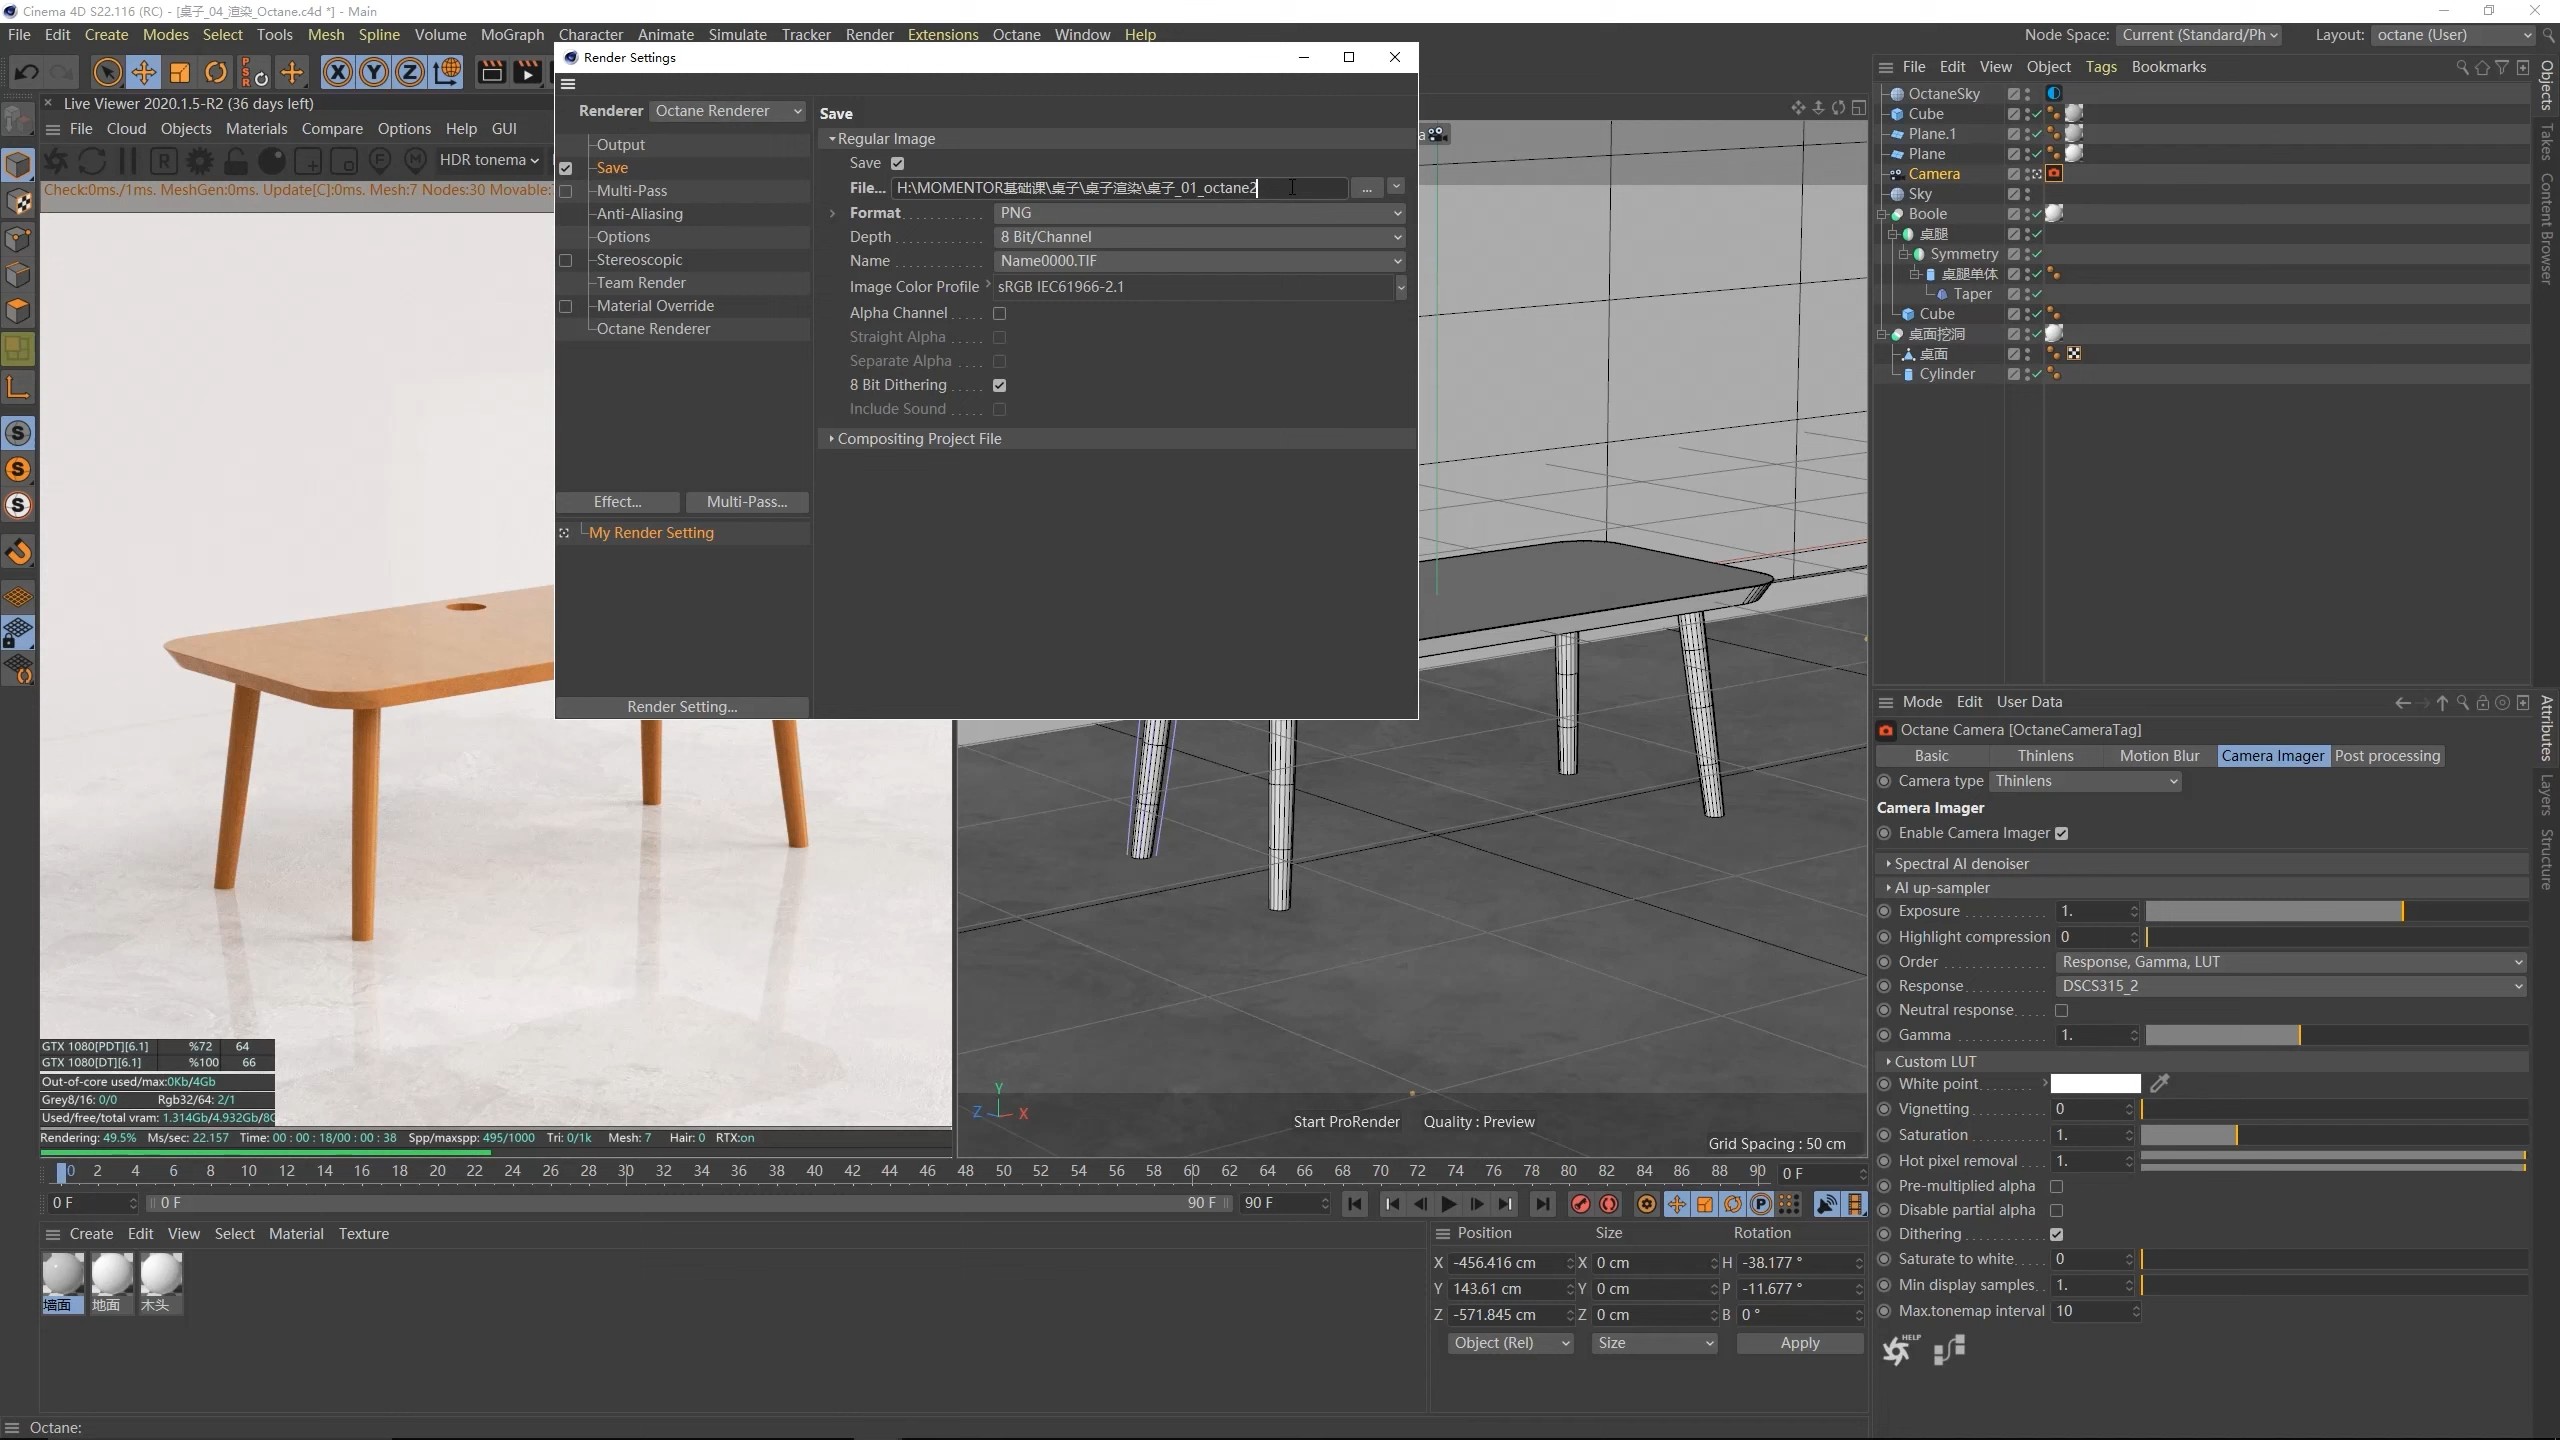 Cinema 4D S22.116 (RC) - [桌子_04_渲染_Octane.c4d *] - Main
File Edit Create Modes Select Tools Mesh Spline Volume MoGraph Character Animate Simulate Tracker Render Extensions Octane Window Help
Node Space: Current (Standard/Ph Layout: octane (User)
Render Settings
Renderer Octane Renderer
Output
Save
Multi-Pass
Anti-Aliasing
Options
Stereoscopic
Team Render
Material Override
Octane Renderer
Effect... Multi-Pass...
My Render Setting
Render Setting...
Save
Regular Image
Save
File... H:\MOMENTOR基础课\桌子\桌子渲染\桌子_01_octane2 ...
Format PNG
Depth 8 Bit/Channel
Name Name0000.TIF
Image Color Profile sRGB IEC61966-2.1
Alpha Channel
Straight Alpha
Separate Alpha
8 Bit Dithering
Include Sound
Compositing Project File
Live Viewer 2020.1.5-R2 (36 days left)
File Cloud Objects Materials Compare Options Help GUI
HDR tonema
Check:0ms./1ms. MeshGen:0ms. Update[C]:0ms. Mesh:7 Nodes:30 Movable:
GTX 1080[PDT][6.1] %72 64
GTX 1080[DT][6.1] %100 66
Out-of-core used/max:0Kb/4Gb
Grey8/16: 0/0 Rgb32/64: 2/1
Used/free/total vram: 1.314Gb/4.932Gb/8G
Rendering: 49.5% Ms/sec: 22.157 Time: 00 : 00 : 18/00 : 00 : 38 Spp/maxspp: 495/1000 Tri: 0/1k Mesh: 7 Hair: 0 RTX:on
Y
Z X
Start ProRender Quality : Preview
Grid Spacing : 50 cm
0 2 4 6 8 10 12 14 16 18 20 22 24 26 28 30 32 34 36 38 40 42 44 46 48 50 52 54 56 58 60 62 64 66 68 70 72 74 76 78 80 82 84 86 88 90 0 F
0 F 0 F 90 F 90 F
Create Edit View Select Material Texture
墙面 地面 木头
Position Size Rotation
X -456.416 cm X 0 cm H -38.177 °
Y 143.61 cm Y 0 cm P -11.677 °
Z -571.845 cm Z 0 cm B 0 °
Object (Rel) Size Apply
Octane:
File Edit View Object Tags Bookmarks
OctaneSky
Cube
Plane.1
Plane
Camera
Sky
Boole
桌腿
Symmetry
桌腿单体
Taper
Cube
桌面挖洞
桌面
Cylinder
Objects
Takes
Content Browser
Mode Edit User Data
Octane Camera [OctaneCameraTag]
Basic Thinlens Motion Blur Camera Imager Post processing
Camera type Thinlens
Camera Imager
Enable Camera Imager
Spectral AI denoiser
AI up-sampler
Exposure 1.
Highlight compression 0
Order Response, Gamma, LUT
Response DSCS315_2
Neutral response
Gamma 1.
Custom LUT
White point
Vignetting 0
Saturation 1.
Hot pixel removal 1.
Pre-multiplied alpha
Disable partial alpha
Dithering
Saturate to white 0
Min display samples 1.
Max.tonemap interval 10
HELP
Attributes
Layers
Structure